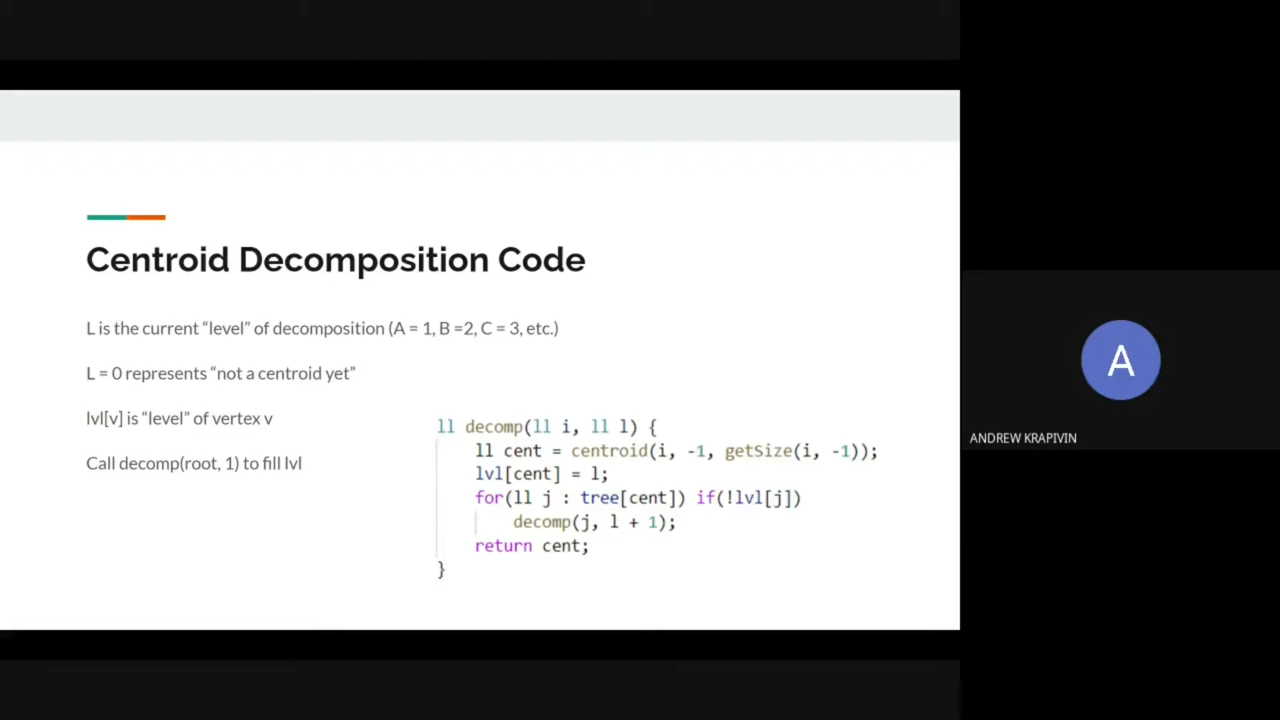 Centroid Decomposition Code
L is the current “level” of decomposition (A = 1, B =2, C = 3, etc.)
L = 0 represents “not a centroid yet”
lvl[v] is “level” of vertex v
Call decomp(root, 1) to fill lvl
ll decomp(ll i, ll l) {
ll cent = centroid(i, -1, getSize(i, -1));
lvl[cent] = l;
for(ll j : tree[cent]) if(!lvl[j])
decomp(j, l + 1);
return cent;
}
A
ANDREW KRAPIVIN